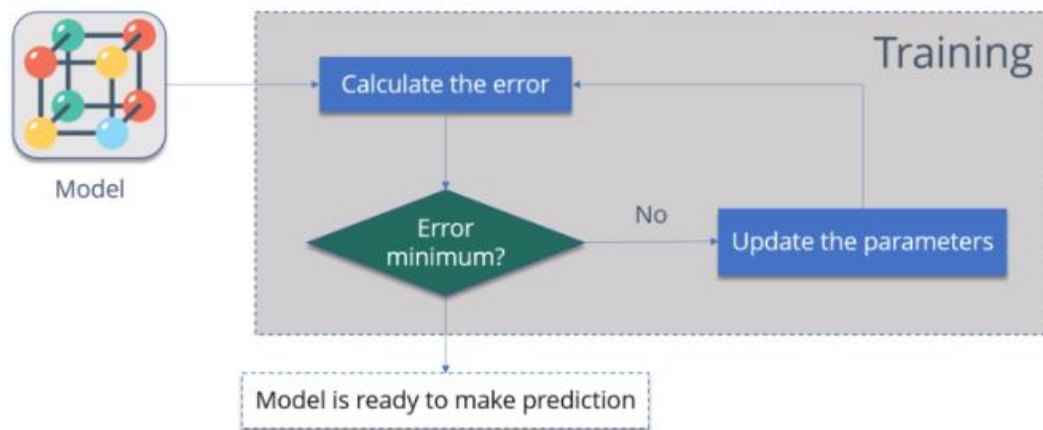 Training
Calculate the error
Model
Error
minimum?
No
Update the parameters
Model is ready to make prediction